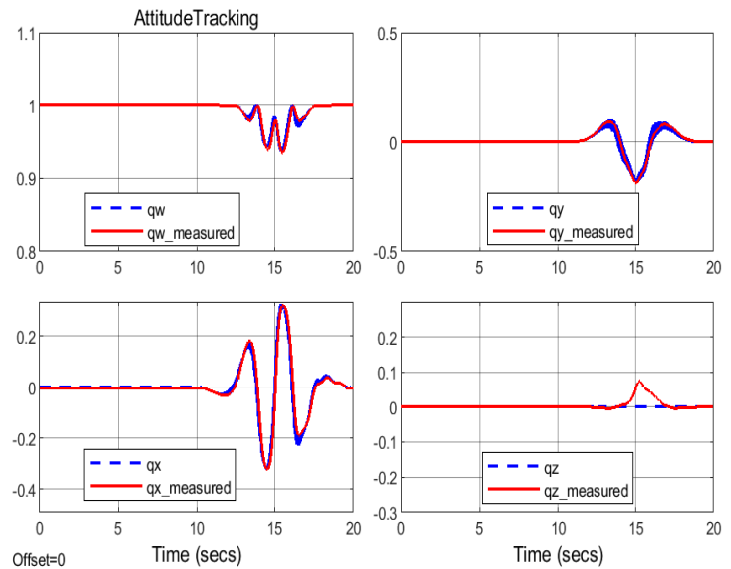 AttitudeTracking
1.1
1
0.9
0.8
qw
qw_measured
0 5 10 15 20
0.5
0
-0.5
qy
qy_measured
0 5 10 15 20
0.2
0
-0.2
-0.4
qx
qx_measured
0 5 10 15 20
Time (secs)
0.2
0.1
0
-0.1
-0.2
-0.3
qz
qz_measured
0 5 10 15 20
Time (secs)
Offset=0